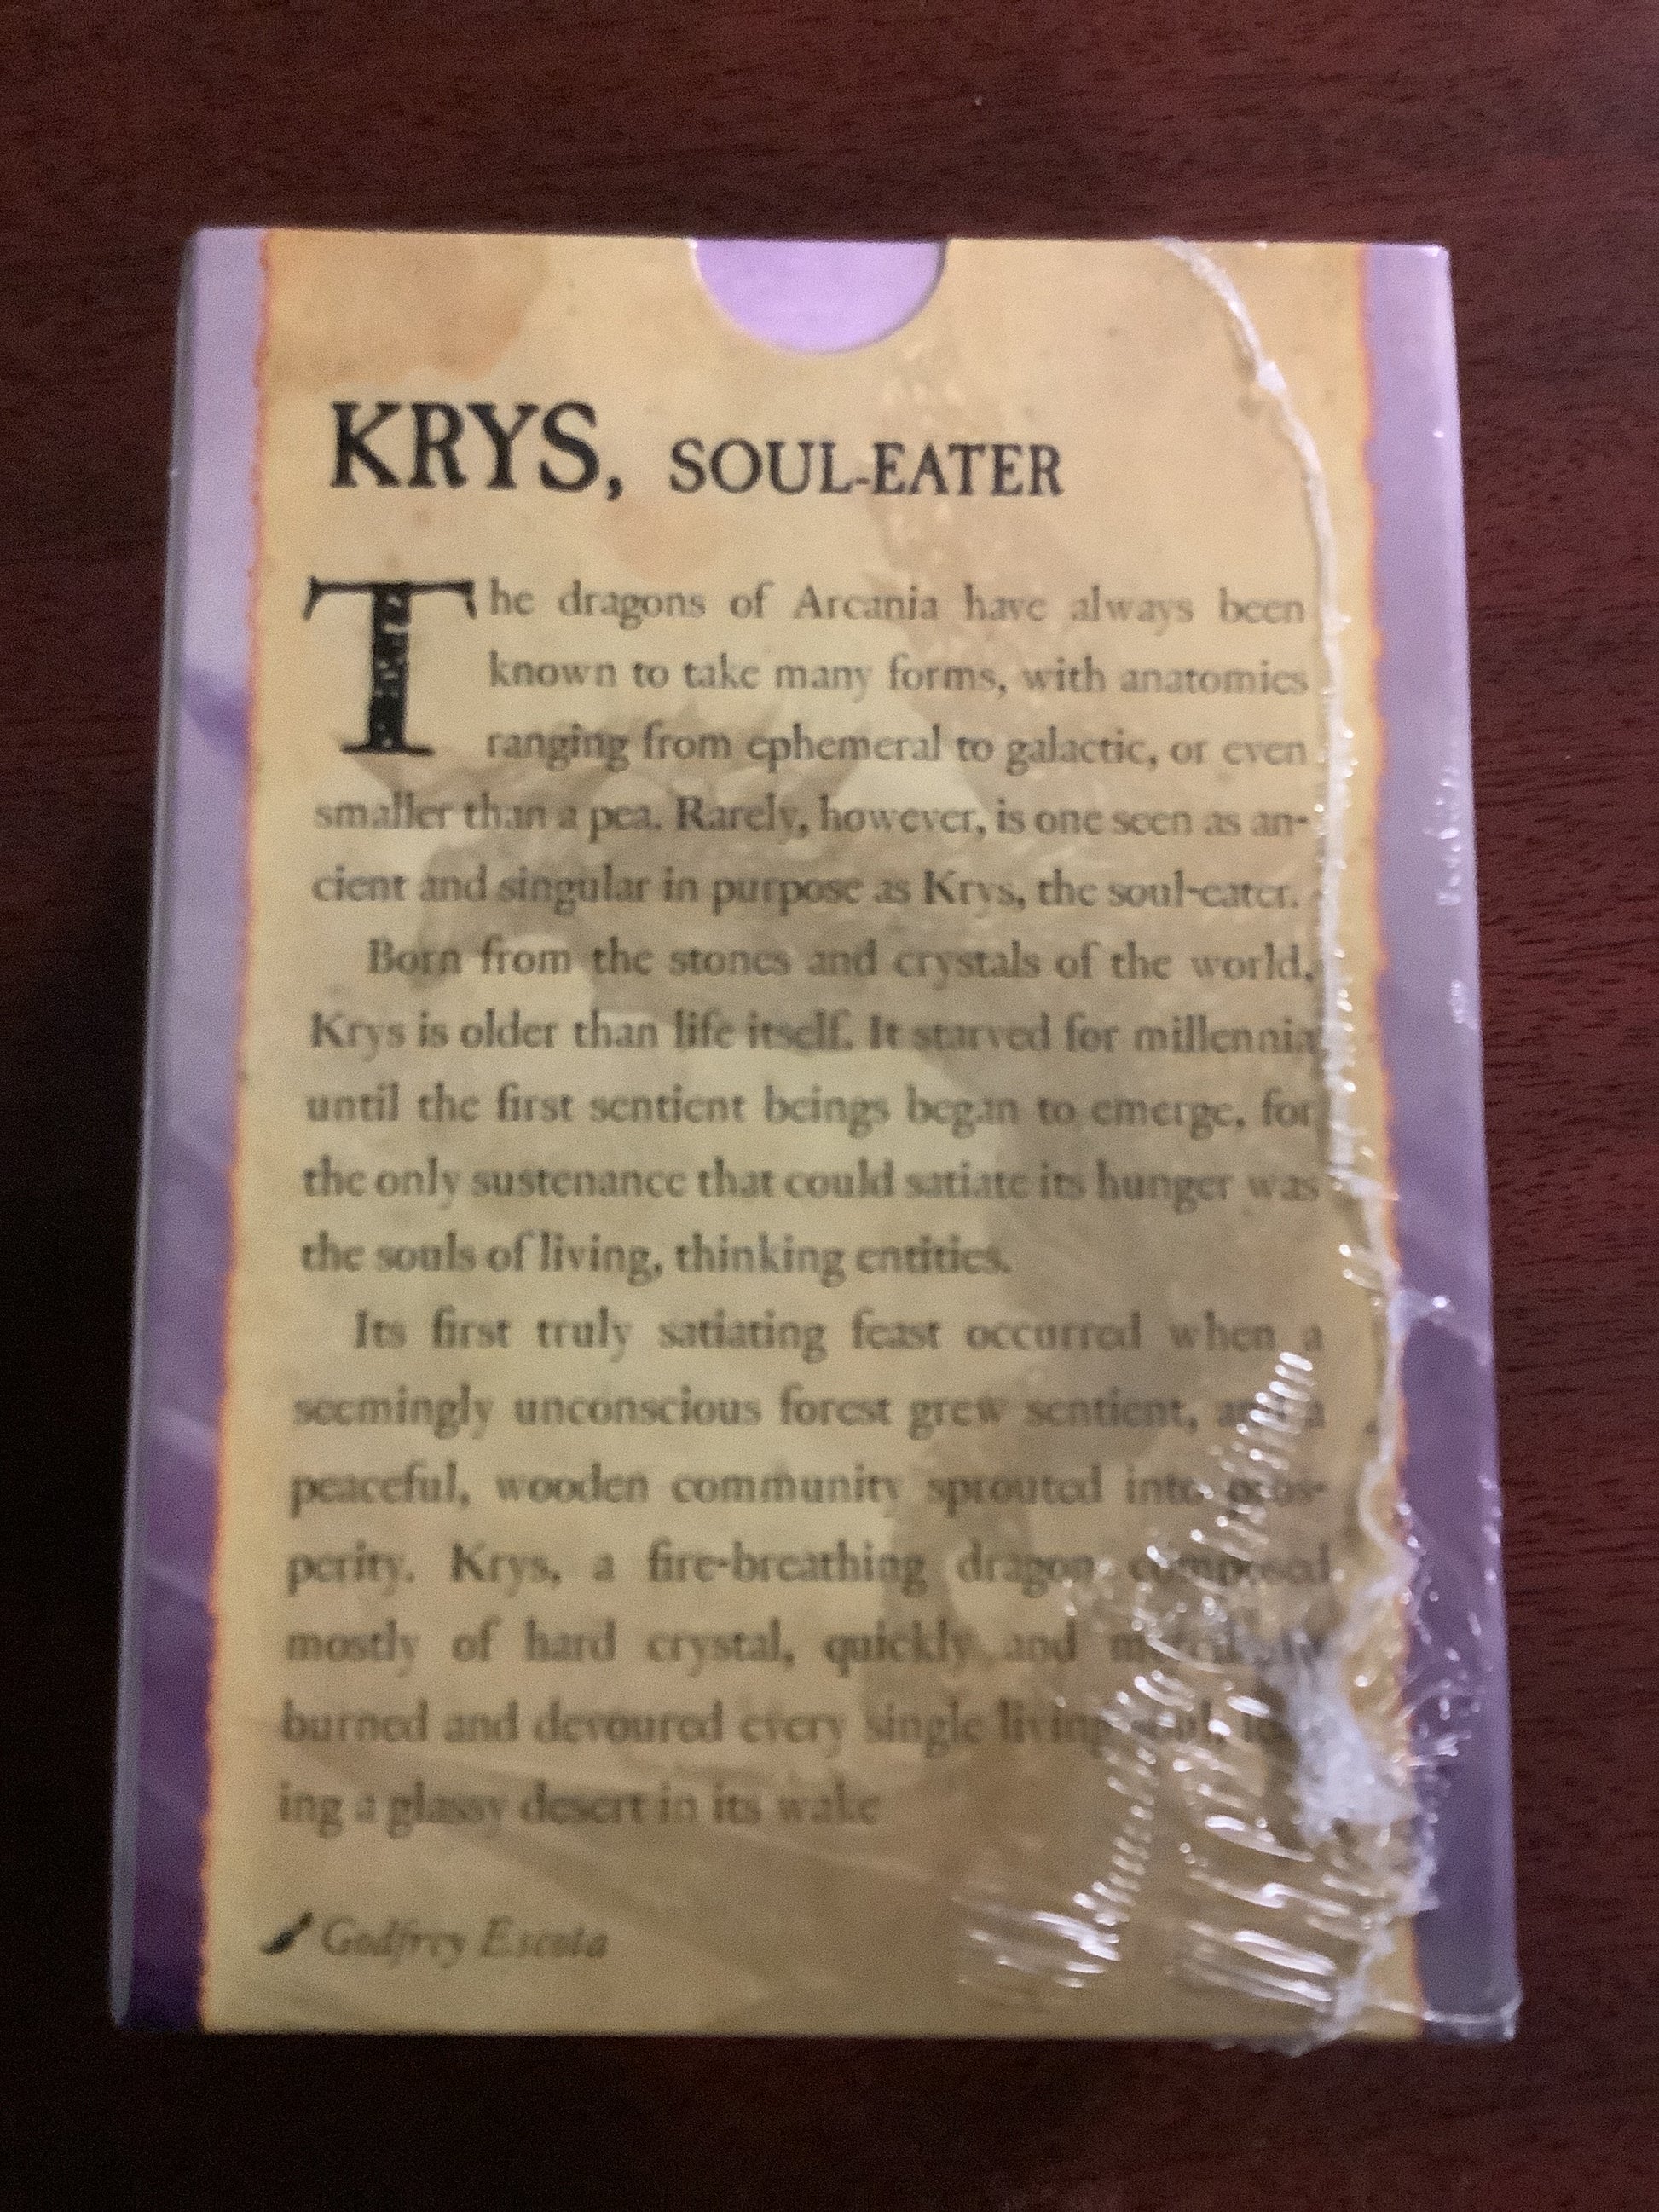 KRYS, SOUL-EATER
The dragons of Arcania have always been
known to take many forms, with anatomies
ranging from ephemeral to galactic, or even
smaller than a pea. Rarely, however, is one seen as an-
cient and singular in purpose as Krys, the soul-eater.
Born from the stones and crystals of the world,
Krys is older than life itself. It starved for millennia
until the first sentient beings began to emerge, for
the only sustenance that could satiate its hunger was
the souls of living, thinking entities.
Its first truly satiating feast occurred when a
seemingly unconscious forest grew sentient, and a
peaceful, wooden community sprouted into pros-
perity. Krys, a fire-breathing dragon composed
mostly of hard crystal, quickly and
burned and devoured every single living soul,
ing a glassy desert in its wake
Godfrey Escota